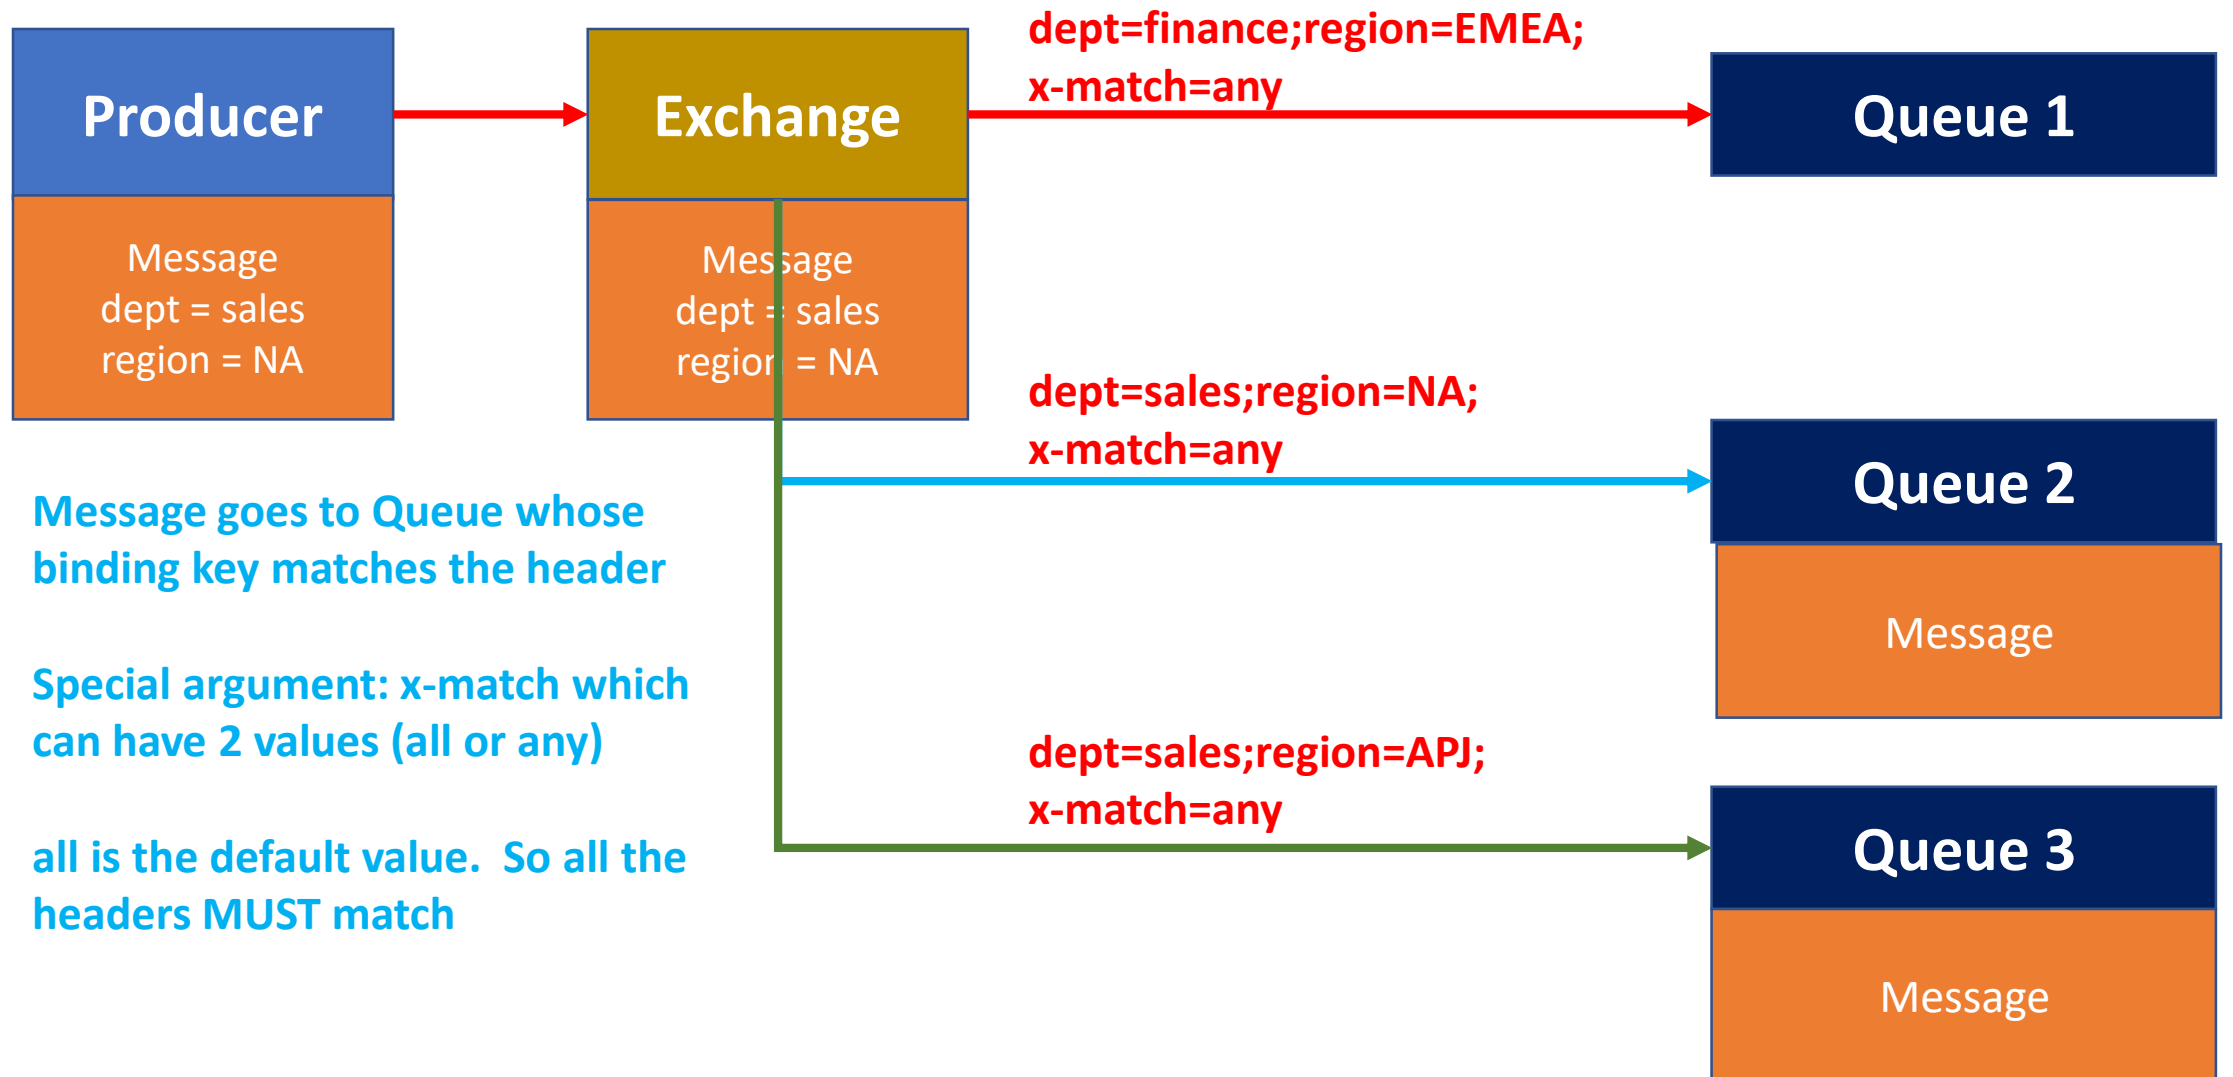 dept=finance;region=EMEA;
x-match=any
Producer
Exchange
Queue 1
Message
dept = sales
region = NA
Message
dept = sales
region = NA
dept=sales;region=NA;
x-match=any
Queue 2
Message
Message goes to Queue whose
binding key matches the header
Special argument: x-match which
can have 2 values (all or any)
all is the default value.  So all the
headers MUST match
dept=sales;region=APJ;
x-match=any
Queue 3
Message